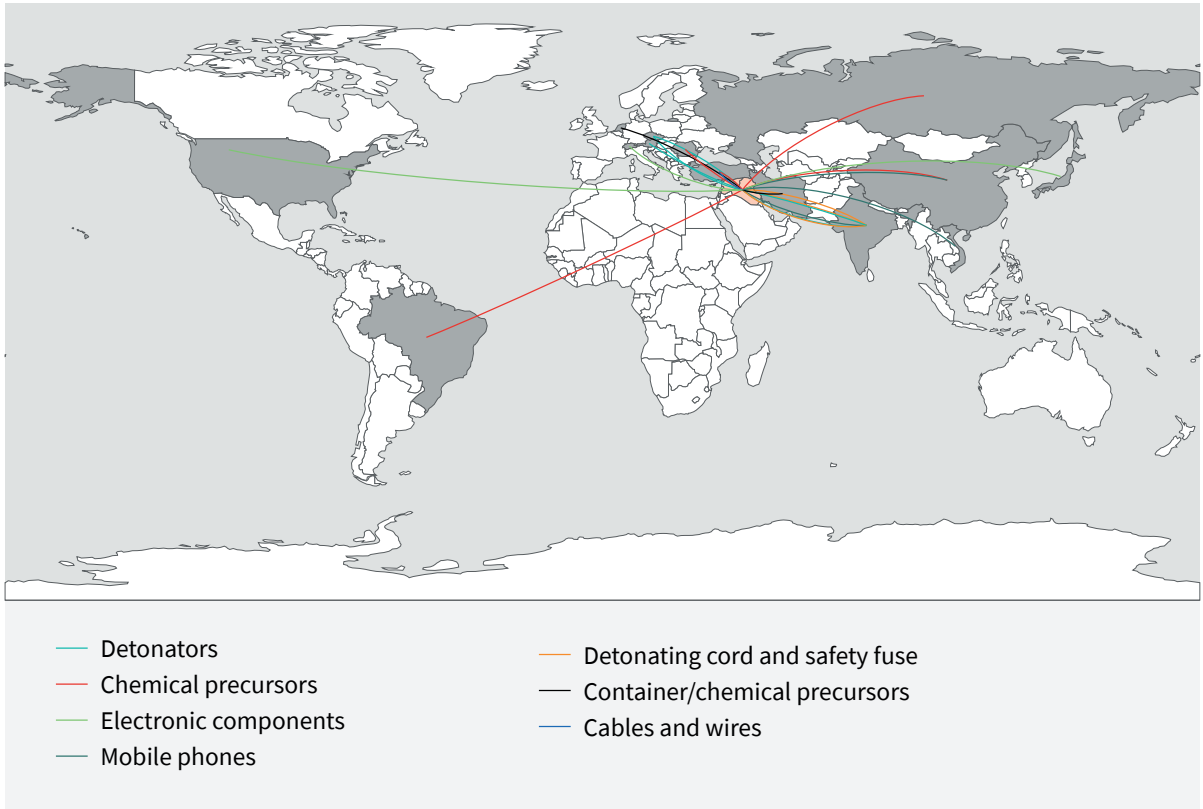 Detonators
Chemical precursors
Electronic components
Mobile phones
Detonating cord and safety fuse
Container/chemical precursors
Cables and wires